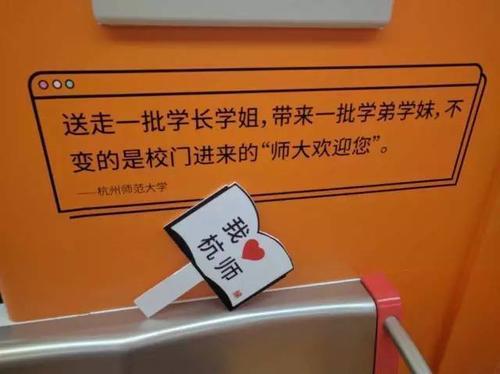 送走一批学长学姐，带来一批学弟学妹，不
变的是校门进来的“师大欢迎您”。
——杭州师范大学
我
杭师